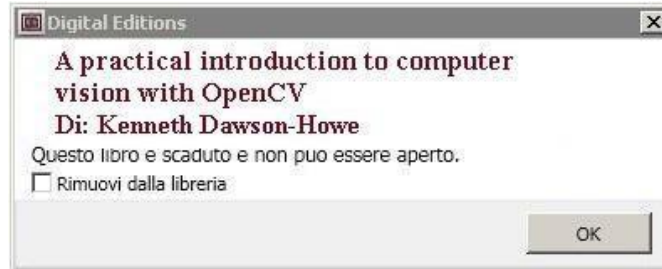 Digital Editions
A practical introduction to computer
vision with OpenCV
Di: Kenneth Dawson-Howe
Questo libro e scaduto e non puo essere aperto.
Rimuovi dalla libreria
OK